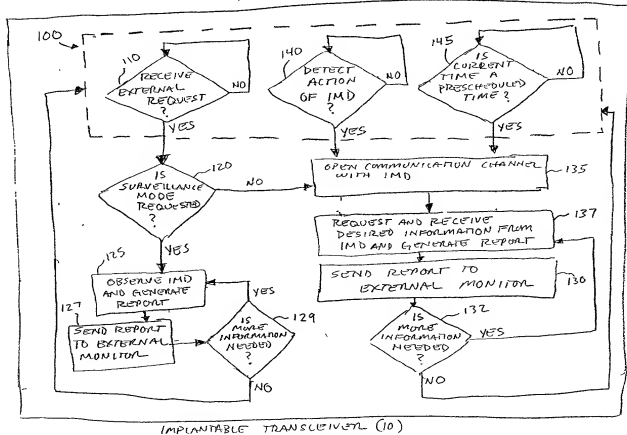 100
110
RECEIVE
EXTERNAL
REQUEST
?
NO
YES
140
DETECT
ACTION
OF IMD
?
NO
YES
145
IS
CURRENT
TIME A
PRESCHEDULED
TIME?
NO
YES
120
IS
SURVEILLANCE
MODE
REQUESTED
?
NO
YES
OPEN COMMUNICATION CHANNEL
WITH IMD
135
REQUEST AND RECEIVE
DESIRED INFORMATION FROM
IMD AND GENERATE REPORT
137
125
OBSERVE IMD
AND GENERATE
REPORT
SEND REPORT TO
EXTERNAL MONITOR
130
127
SEND REPORT
TO EXTERNAL
MONITOR
YES
129
IS
MORE
INFORMATION
NEEDED
?
NO
132
IS
MORE
INFORMATION
NEEDED
?
YES
NO
IMPLANTABLE TRANSCEIVER (10)